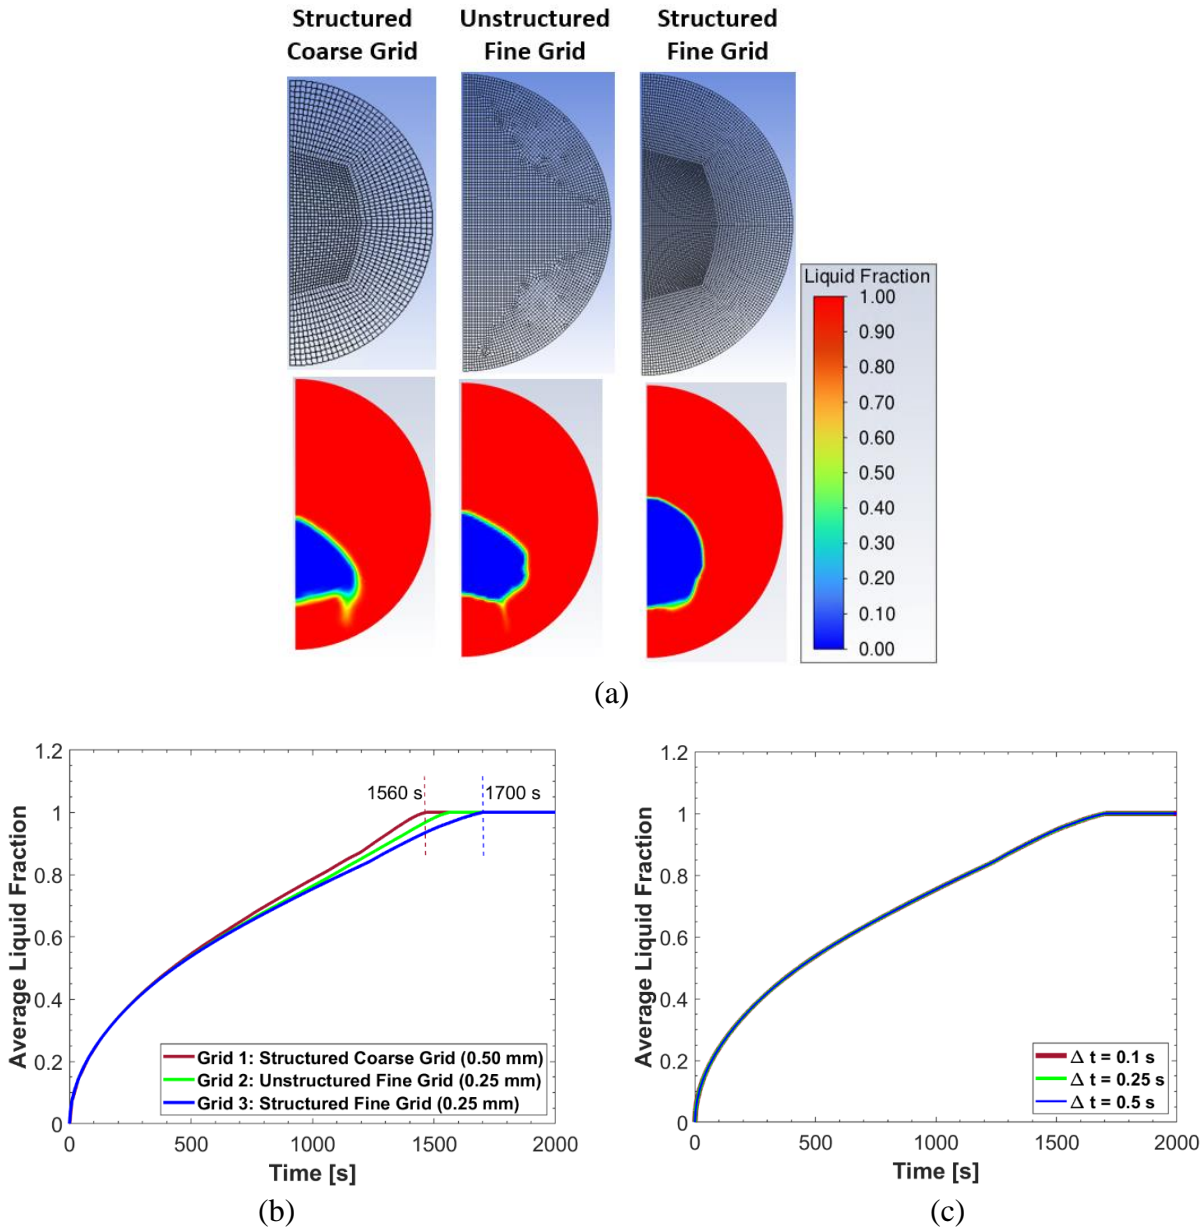 Structured
Coarse Grid
Unstructured
Fine Grid
Structured
Fine Grid
Liquid Fraction
1.00
0.90
0.80
0.70
0.60
0.50
0.40
0.30
0.20
0.10
0.00
(a)
1.2
1
0.8
0.6
0.4
0.2
0
Average Liquid Fraction
1560 s
1700 s
Grid 1: Structured Coarse Grid (0.50 mm)
Grid 2: Unstructured Fine Grid (0.25 mm)
Grid 3: Structured Fine Grid (0.25 mm)
0 500 1000 1500 2000
Time [s]
(b)
1.2
1
0.8
0.6
0.4
0.2
0
Average Liquid Fraction
Δ t = 0.1 s
Δ t = 0.25 s
Δ t = 0.5 s
0 500 1000 1500 2000
Time [s]
(c)